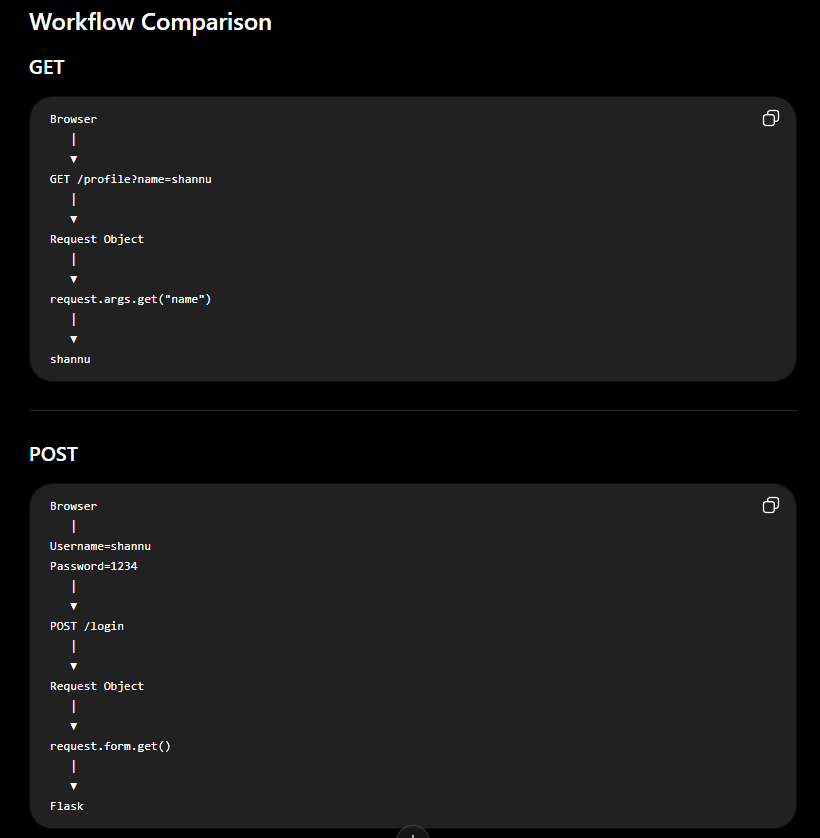 Workflow Comparison
GET
Browser
|
▼
GET /profile?name=shannu
|
▼
Request Object
|
▼
request.args.get("name")
|
▼
shannu
POST
Browser
|
Username=shannu
Password=1234
|
▼
POST /login
|
▼
Request Object
|
▼
request.form.get()
|
▼
Flask